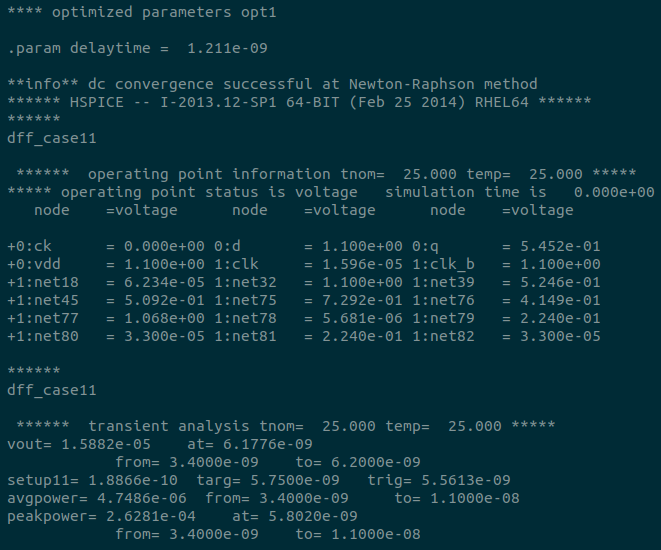 **** optimized parameters opt1
.param delaytime =  1.211e-09
**info** dc convergence successful at Newton-Raphson method
****** HSPICE -- I-2013.12-SP1 64-BIT (Feb 25 2014) RHEL64 ******
******
dff_case11
 ******  operating point information tnom=  25.000 temp=  25.000 *****
***** operating point status is voltage   simulation time is   0.000e+00
   node    =voltage      node    =voltage      node    =voltage
+0:ck      = 0.000e+00 0:d       = 1.100e+00 0:q       = 5.452e-01
+0:vdd     = 1.100e+00 1:clk     = 1.596e-05 1:clk_b   = 1.100e+00
+1:net18   = 6.234e-05 1:net32   = 1.100e+00 1:net39   = 5.246e-01
+1:net45   = 5.092e-01 1:net75   = 7.292e-01 1:net76   = 4.149e-01
+1:net77   = 1.068e+00 1:net78   = 5.681e-06 1:net79   = 2.240e-01
+1:net80   = 3.300e-05 1:net81   = 2.240e-01 1:net82   = 3.300e-05
******
dff_case11
 ******  transient analysis tnom=  25.000 temp=  25.000 *****
vout= 1.5882e-05    at= 6.1776e-09
            from= 3.4000e-09    to= 6.2000e-09
setup11= 1.8866e-10  targ= 5.7500e-09   trig= 5.5613e-09
avgpower= 4.7486e-06  from= 3.4000e-09     to= 1.1000e-08
peakpower= 2.6281e-04    at= 5.8020e-09
            from= 3.4000e-09    to= 1.1000e-08